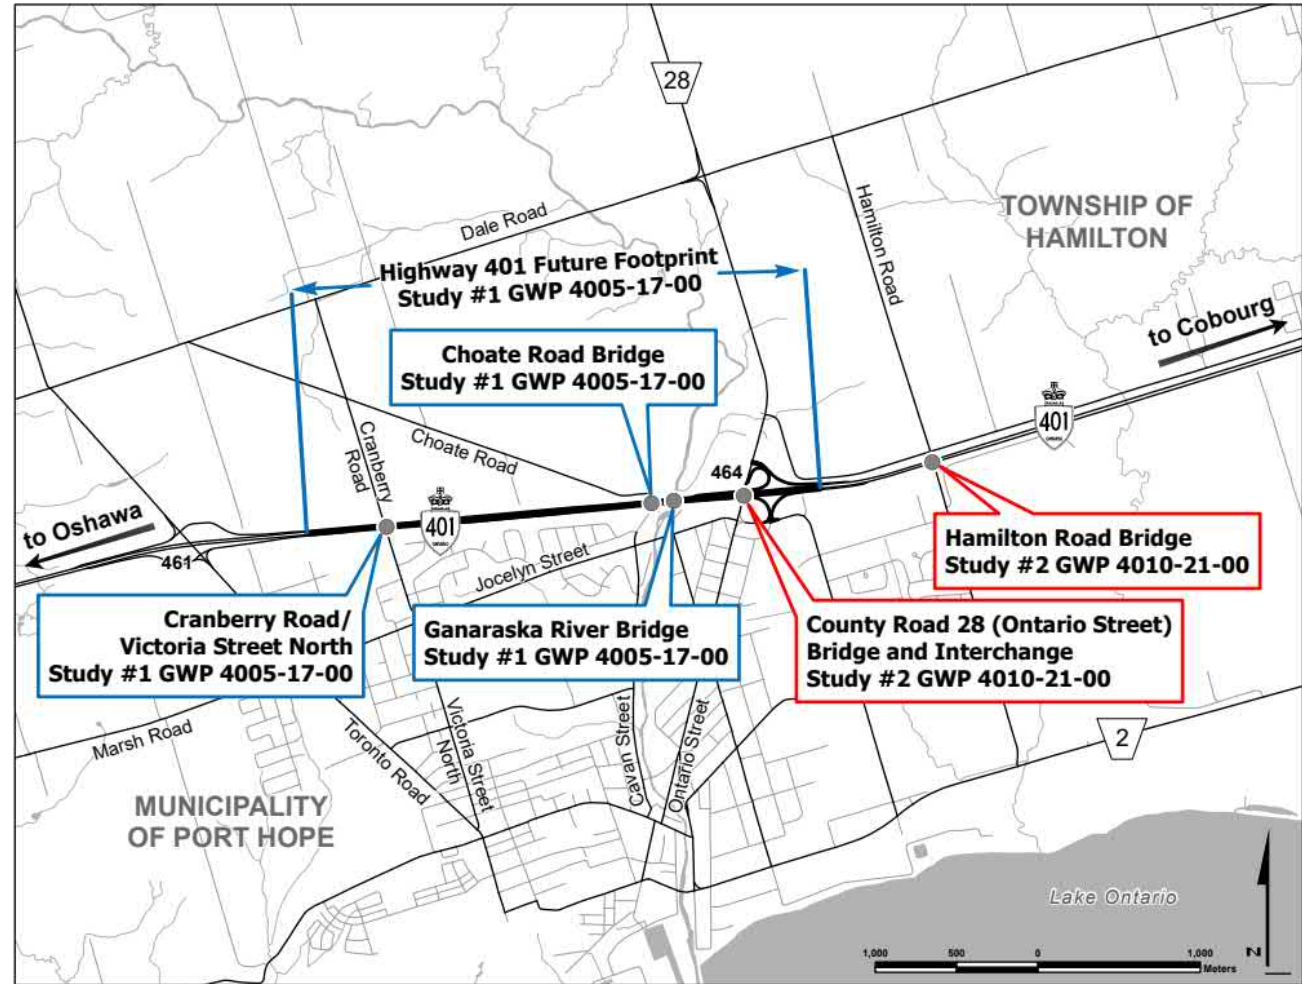 28
Dale Road
Hamilton Road
TOWNSHIP OF
HAMILTON
Highway 401 Future Footprint
Study #1 GWP 4005-17-00
to Cobourg
Choate Road Bridge
Study #1 GWP 4005-17-00
401
Choate Road
Cranberry
Road
464
to Oshawa
401
461
Jocelyn Street
Hamilton Road Bridge
Study #2 GWP 4010-21-00
Cranberry Road/
Victoria Street North
Study #1 GWP 4005-17-00
Ganaraska River Bridge
Study #1 GWP 4005-17-00
County Road 28 (Ontario Street)
Bridge and Interchange
Study #2 GWP 4010-21-00
Marsh Road
Toronto Road
Victoria Street
North
Cavan Street
Ontario Street
2
MUNICIPALITY
OF PORT HOPE
Lake Ontario
1,000 500 0 1,000
Meters
N